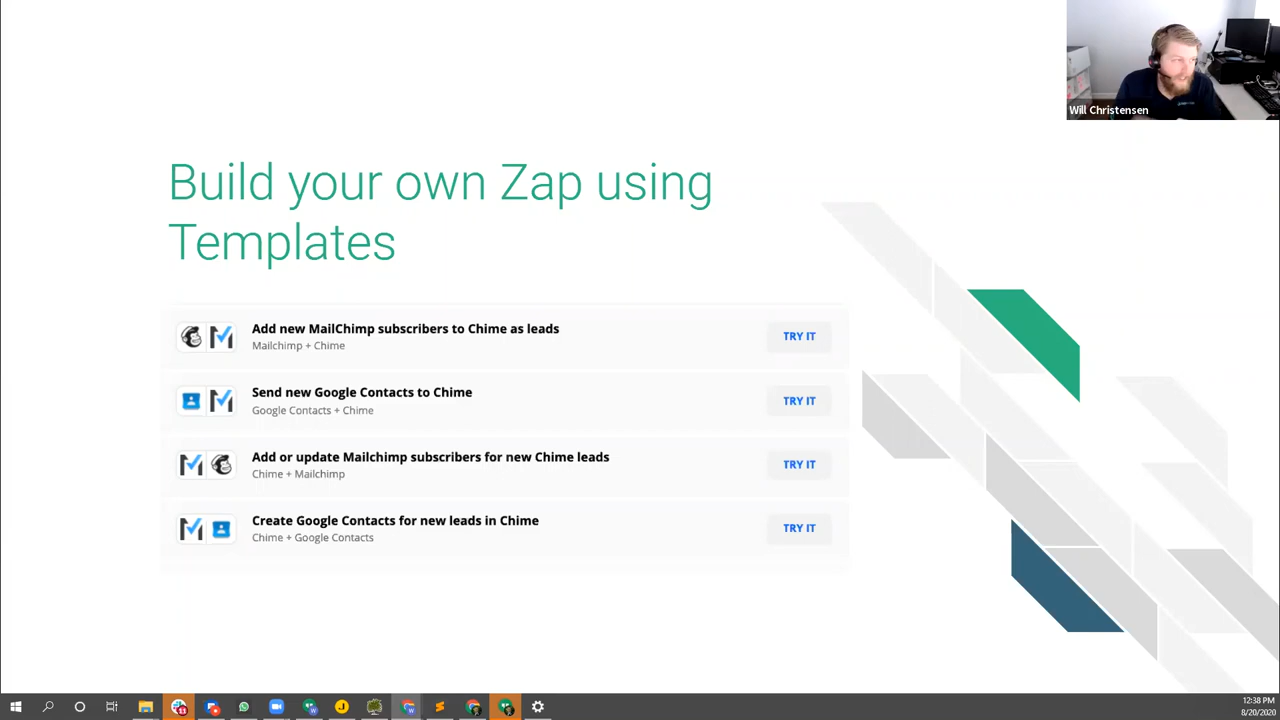 Will Christensen
Build your own Zap using
Templates
Add new MailChimp subscribers to Chime as leads
Mailchimp + Chime
TRY IT
Send new Google Contacts to Chime
Google Contacts + Chime
TRY IT
Add or update Mailchimp subscribers for new Chime leads
Chime + Mailchimp
TRY IT
Create Google Contacts for new leads in Chime
Chime + Google Contacts
TRY IT
12:38 PM
8/20/2020